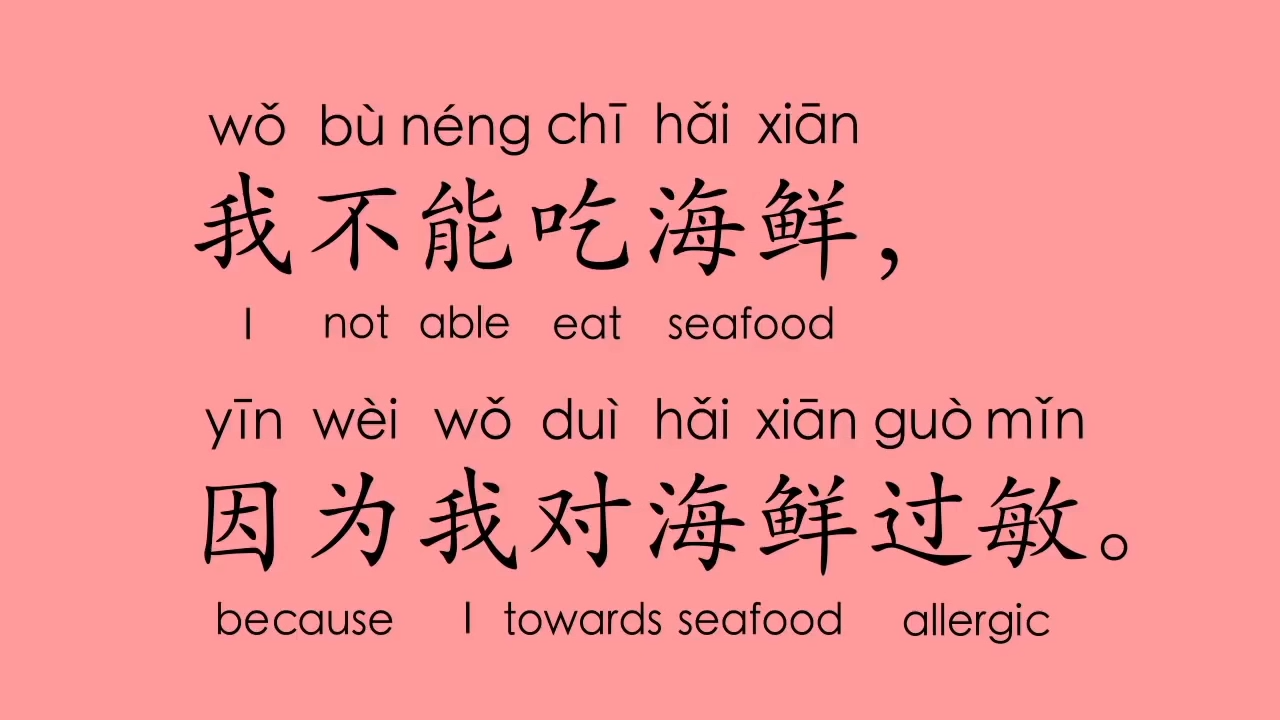 wǒ bù néng chī hǎi xiān
我不能吃海鲜，
I not able eat seafood
yīn wèi wǒ duì hǎi xiān guò mǐn
因为我对海鲜过敏。
because I towards seafood allergic